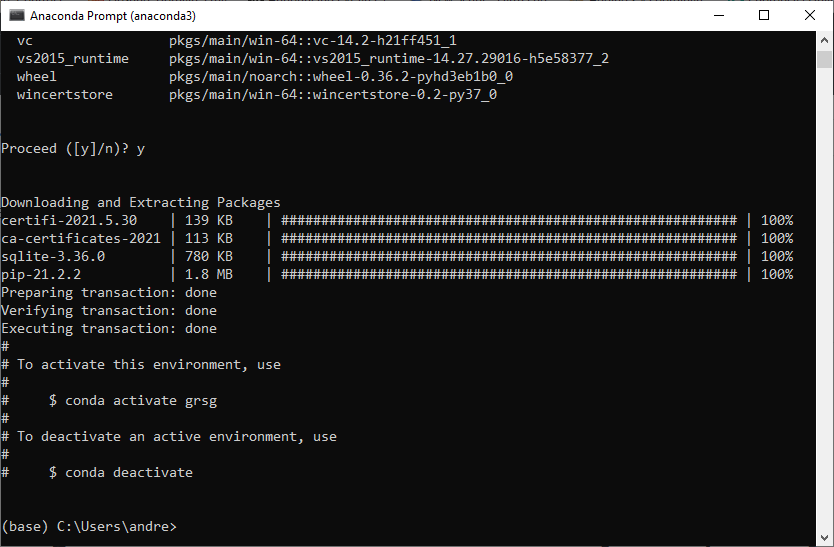 Anaconda Prompt (anaconda3)
vc pkgs/main/win-64::vc-14.2-h21ff451_1
vs2015_runtime pkgs/main/win-64::vs2015_runtime-14.27.29016-h5e58377_2
wheel pkgs/main/noarch::wheel-0.36.2-pyhd3eb1b0_0
wincertstore pkgs/main/win-64::wincertstore-0.2-py37_0
Proceed ([y]/n)? y
Downloading and Extracting Packages
certifi-2021.5.30 | 139 KB | ######################################################### | 100%
ca-certificates-2021 | 113 KB | ######################################################### | 100%
sqlite-3.36.0 | 780 KB | ######################################################### | 100%
pip-21.2.2 | 1.8 MB | ######################################################### | 100%
Preparing transaction: done
Verifying transaction: done
Executing transaction: done
#
# To activate this environment, use
#
# $ conda activate grsg
#
# To deactivate an active environment, use
#
# $ conda deactivate
(base) C:\Users\andre>